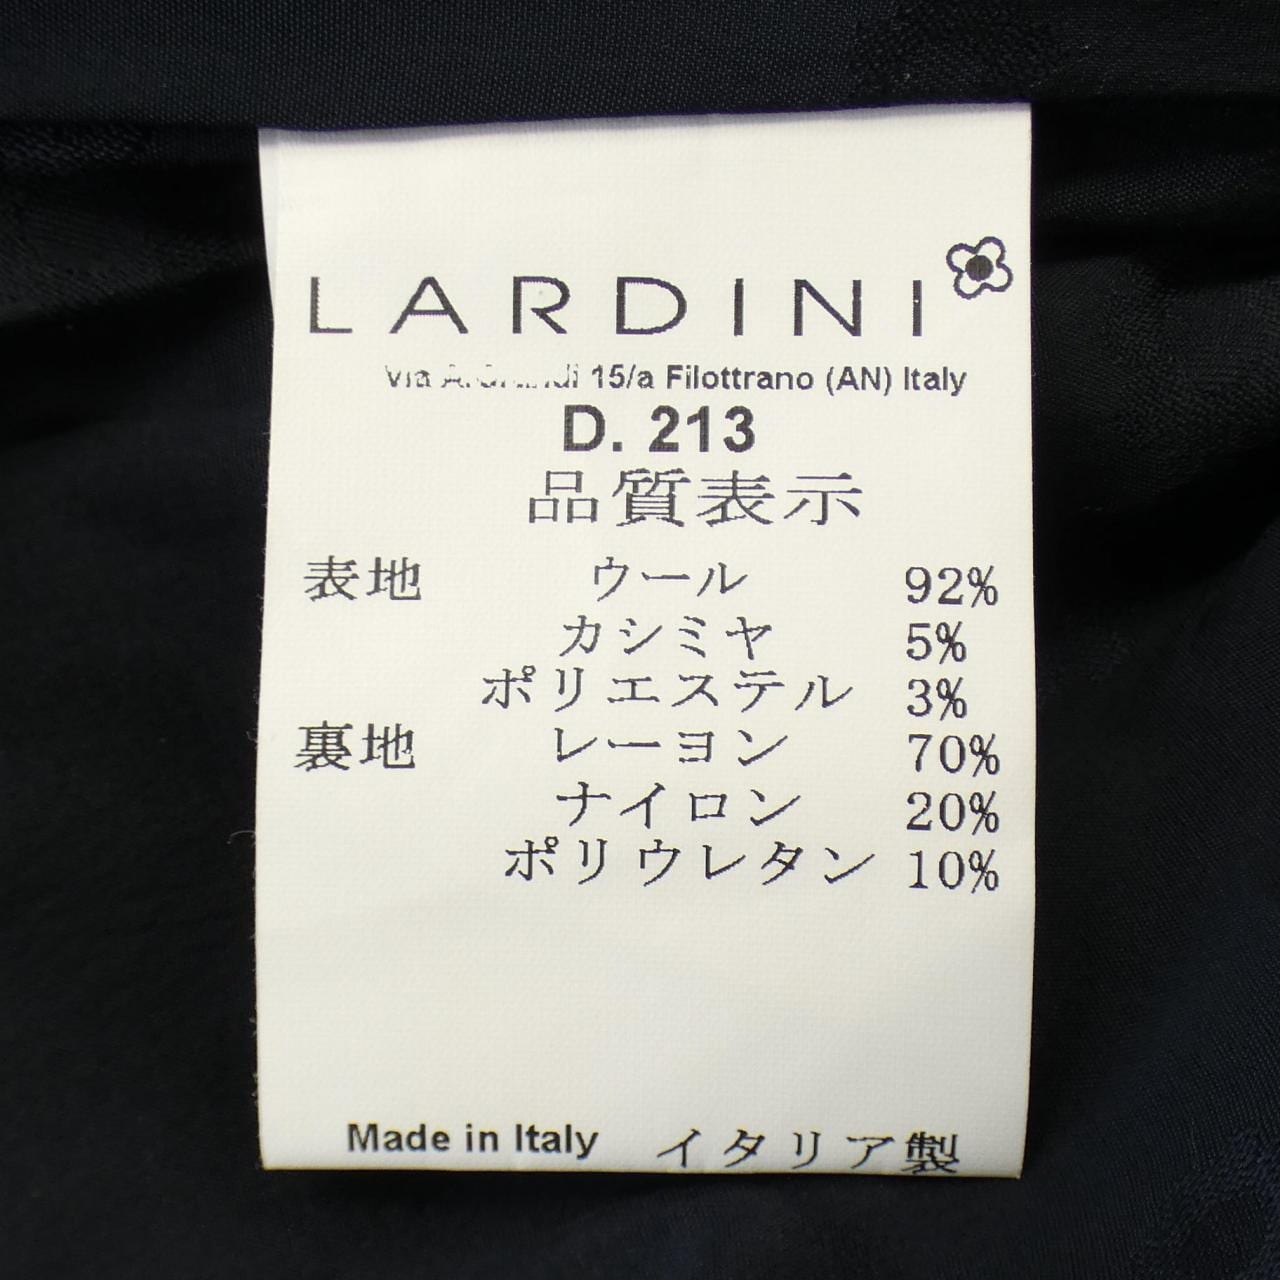 LARDINI
Via 15/a Filottrano (AN) Italy
D. 213
品質表示
表地 ウール 92%
カシミヤ 5%
ポリエステル 3%
裏地 レーヨン 70%
ナイロン 20%
ポリウレタン 10%
Made in Italy イタリア製